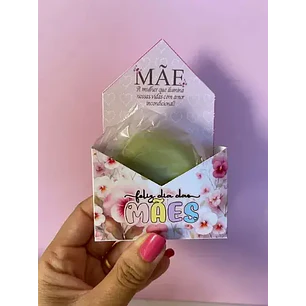 MÃE
A mulher que ilumina
nossas vidas com amor
incondicional!
feliz dia das
MÃES